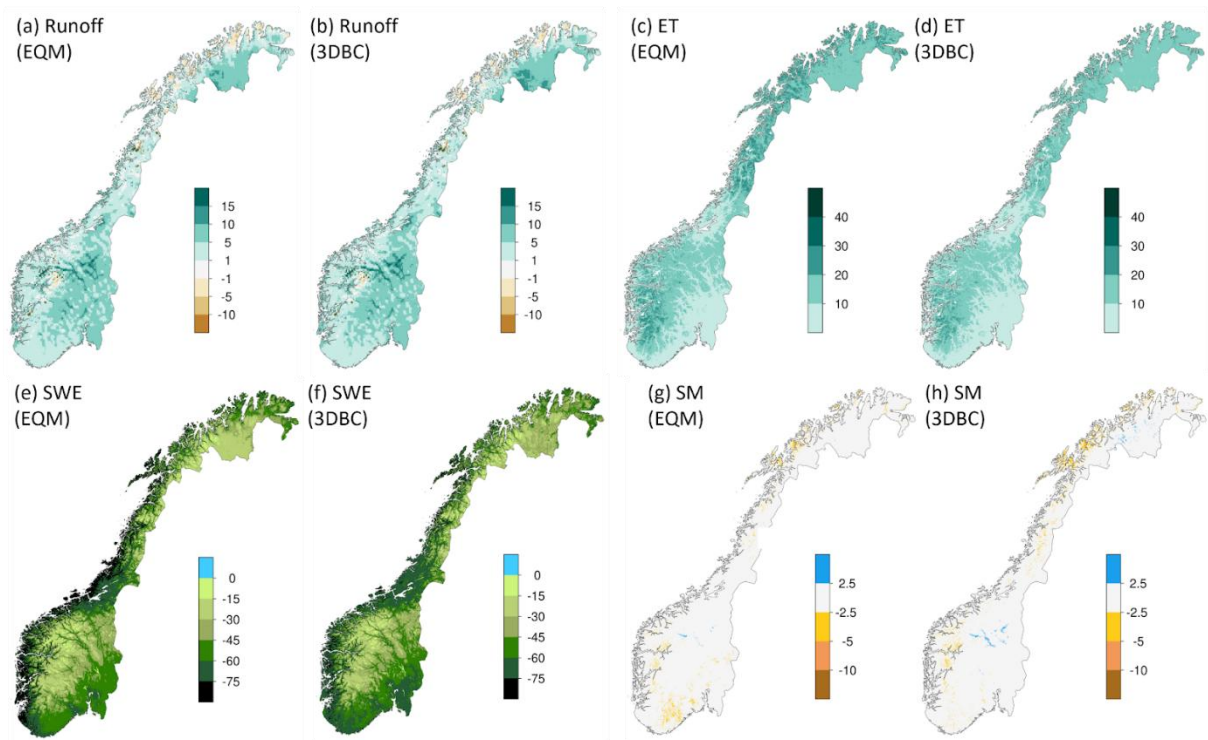 (a) Runoff
(EQM)
(b) Runoff
(3DBC)
(c) ET
(EQM)
(d) ET
(3DBC)
15
10
5
1
-1
-5
-10
15
10
5
1
-1
-5
-10
40
30
20
10
40
30
20
10
(e) SWE
(EQM)
(f) SWE
(3DBC)
(g) SM
(EQM)
(h) SM
(3DBC)
0
-15
-30
-45
-60
-75
0
-15
-30
-45
-60
-75
2.5
-2.5
-5
-10
2.5
-2.5
-5
-10